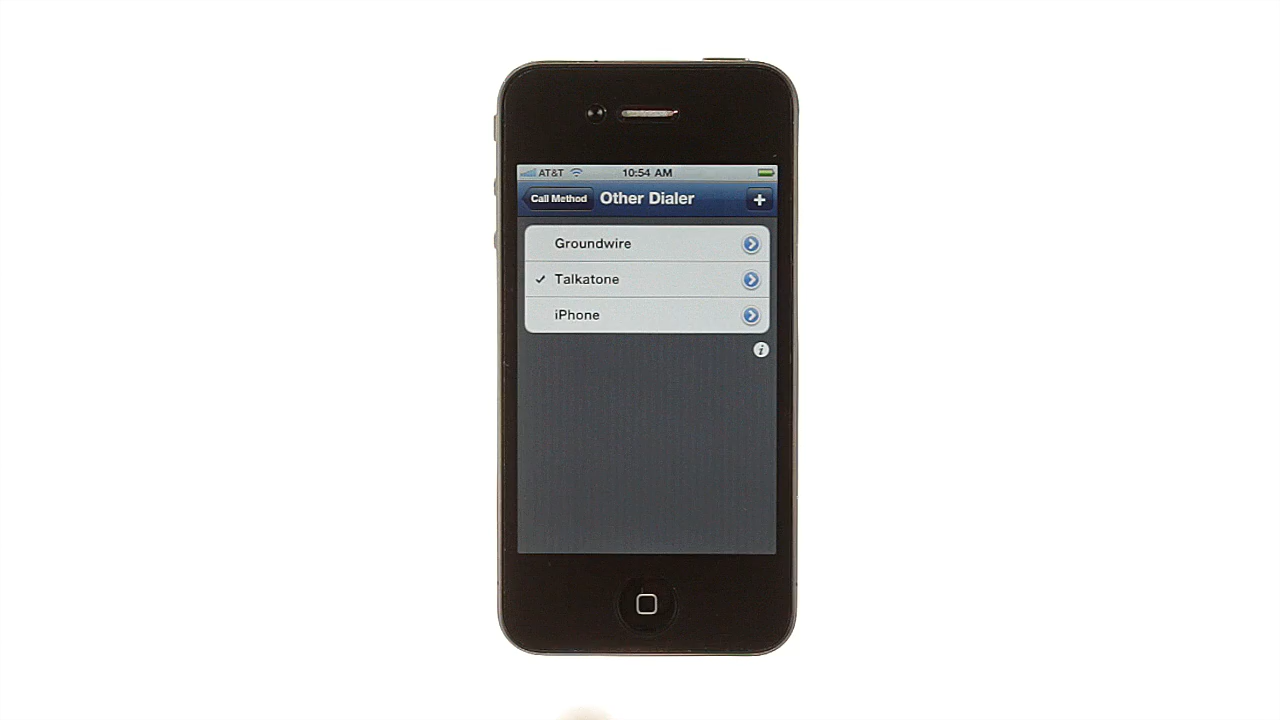 AT&T 10:54 AM
Call Method Other Dialer +
Groundwire
✓ Talkatone
iPhone
i